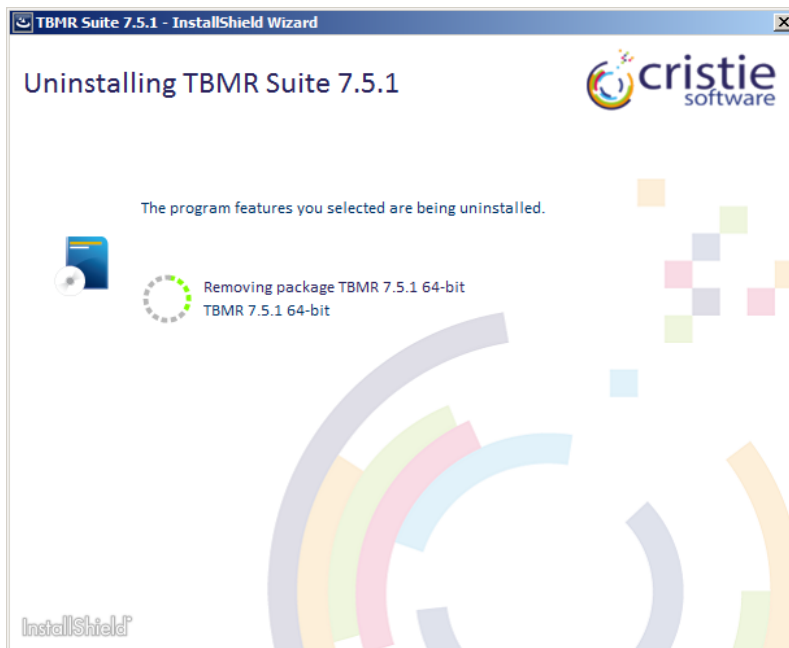 TBMR Suite 7.5.1 - InstallShield Wizard
Uninstalling TBMR Suite 7.5.1
cristie
software
The program features you selected are being uninstalled.
Removing package TBMR 7.5.1 64-bit
TBMR 7.5.1 64-bit
InstallShield